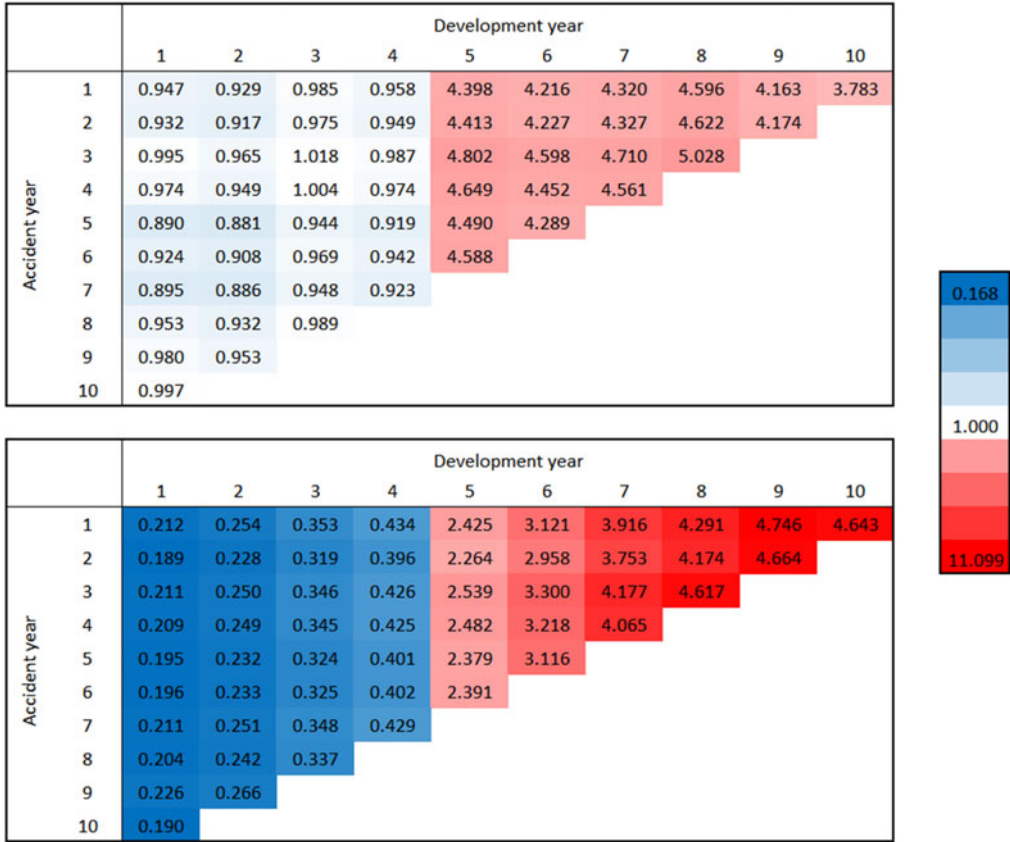 Development year
1 2 3 4 5 6 7 8 9 10
Accident year
1 0.947 0.929 0.985 0.958 4.398 4.216 4.320 4.596 4.163 3.783
2 0.932 0.917 0.975 0.949 4.413 4.227 4.327 4.622 4.174
3 0.995 0.965 1.018 0.987 4.802 4.598 4.710 5.028
4 0.974 0.949 1.004 0.974 4.649 4.452 4.561
5 0.890 0.881 0.944 0.919 4.490 4.289
6 0.924 0.908 0.969 0.942 4.588
7 0.895 0.886 0.948 0.923
8 0.953 0.932 0.989
9 0.980 0.953
10 0.997
0.168
1.000
11.099
Development year
1 2 3 4 5 6 7 8 9 10
Accident year
1 0.212 0.254 0.353 0.434 2.425 3.121 3.916 4.291 4.746 4.643
2 0.189 0.228 0.319 0.396 2.264 2.958 3.753 4.174 4.664
3 0.211 0.250 0.346 0.426 2.539 3.300 4.177 4.617
4 0.209 0.249 0.345 0.425 2.482 3.218 4.065
5 0.195 0.232 0.324 0.401 2.379 3.116
6 0.196 0.233 0.325 0.402 2.391
7 0.211 0.251 0.348 0.429
8 0.204 0.242 0.337
9 0.226 0.266
10 0.190